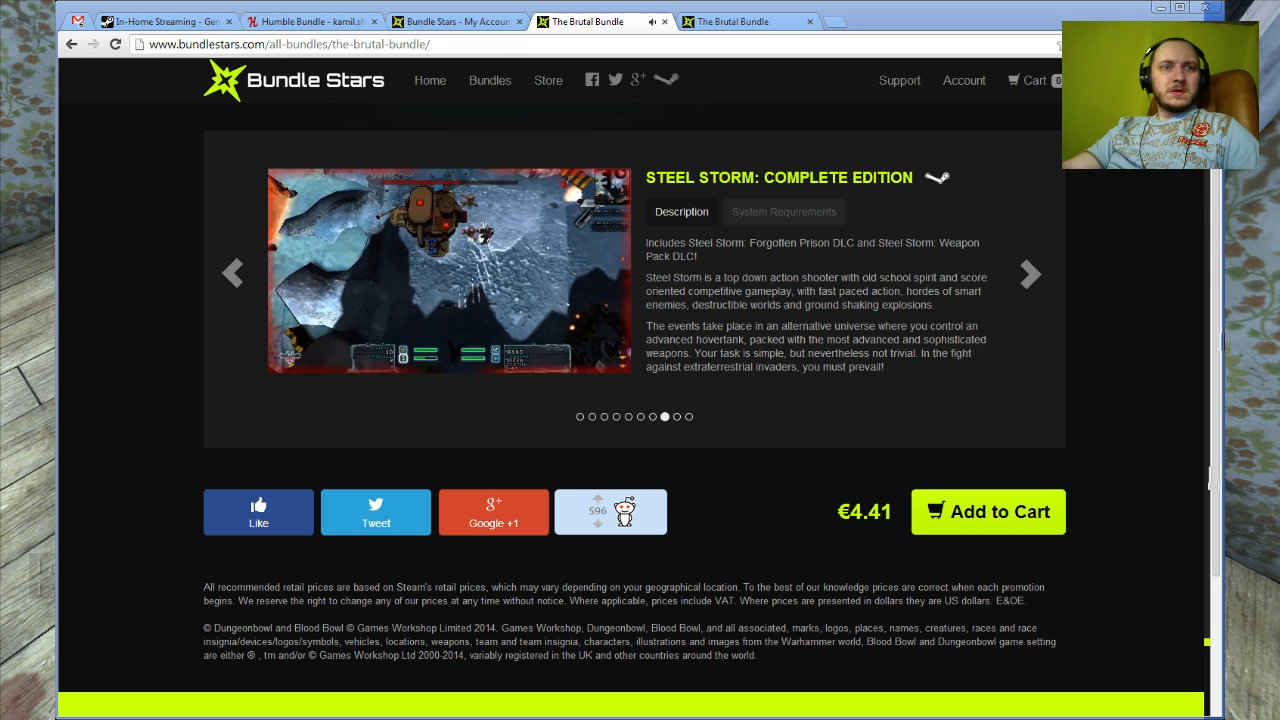 In-Home Streaming - Gen
Humble Bundle - kamil.sh
Bundle Stars - My Accoun
The Brutal Bundle
The Brutal Bundle
www.bundlestars.com/all-bundles/the-brutal-bundle/
Bundle Stars
Home
Bundles
Store
Support
Account
Cart 0
STEEL STORM: COMPLETE EDITION
Description
System Requirements
Includes Steel Storm: Forgotten Prison DLC and Steel Storm: Weapon
Pack DLC!
Steel Storm is a top down action shooter with old school spirit and score
oriented competitive gameplay, with fast paced action, hordes of smart
enemies, destructible worlds and ground shaking explosions.
The events take place in an alternative universe where you control an
advanced hovertank, packed with the most advanced and sophisticated
weapons. Your task is simple, but nevertheless not trivial. In the fight
against extraterrestrial invaders, you must prevail!
Like
Tweet
g+
Google +1
596
€4.41
Add to Cart
All recommended retail prices are based on Steam's retail prices, which may vary depending on your geographical location. To the best of our knowledge prices are correct when each promotion
begins. We reserve the right to change any of our prices at any time without notice. Where applicable, prices include VAT. Where prices are presented in dollars they are US dollars. E&OE.
© Dungeonbowl and Blood Bowl © Games Workshop Limited 2014. Games Workshop, Dungeonbowl, Blood Bowl, and all associated, marks, logos, places, names, creatures, races and race
insignia/devices/logos/symbols, vehicles, locations, weapons, team and team insignia, characters, illustrations and images from the Warhammer world, Blood Bowl and Dungeonbowl game setting
are either ® , tm and/or © Games Workshop Ltd 2000-2014, variably registered in the UK and other countries around the world.